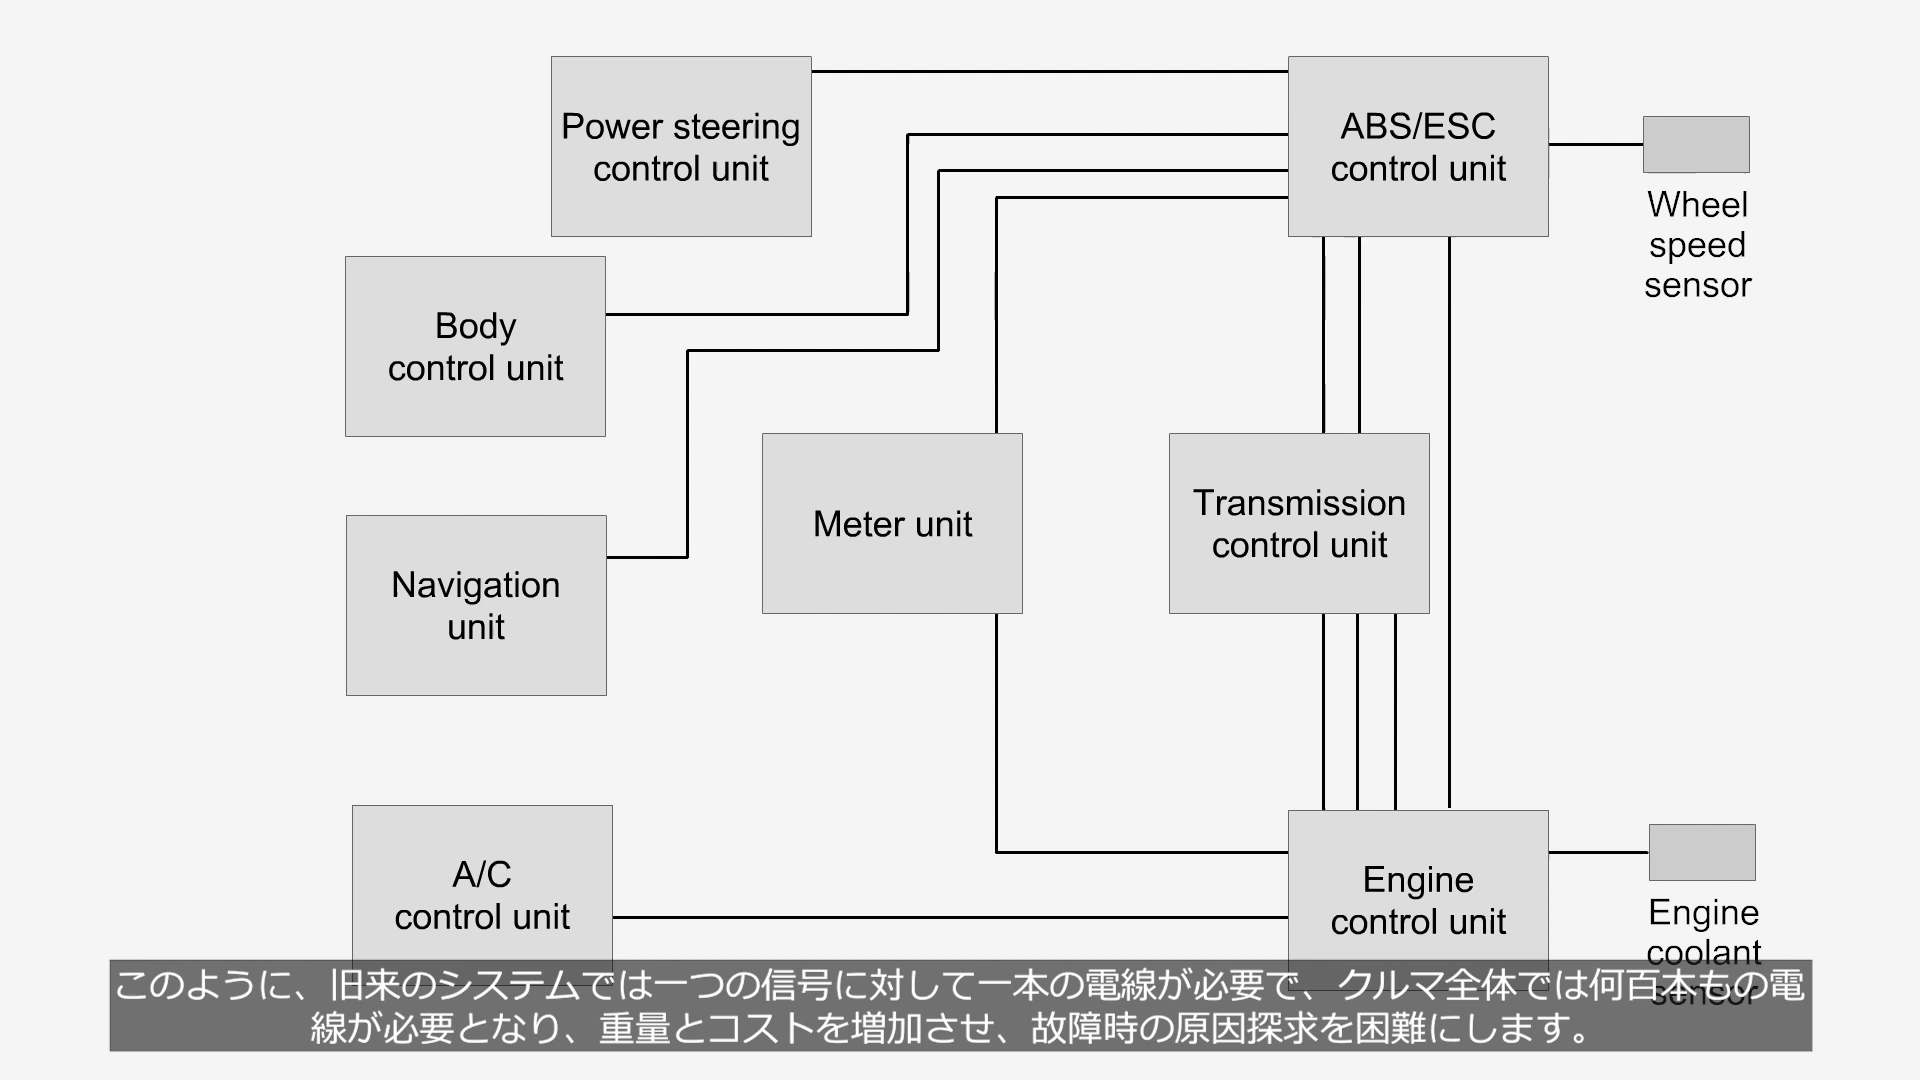 Power steering
control unit
ABS/ESC
control unit
Wheel
speed
sensor
Body
control unit
Meter unit
Transmission
control unit
Navigation
unit
A/C
control unit
Engine
control unit
Engine
coolant
sensor
このように、旧来のシステムでは一つの信号に対して一本の電線が必要で、クルマ全体では何百本もの電
線が必要となり、重量とコストを増加させ、故障時の原因探求を困難にします。